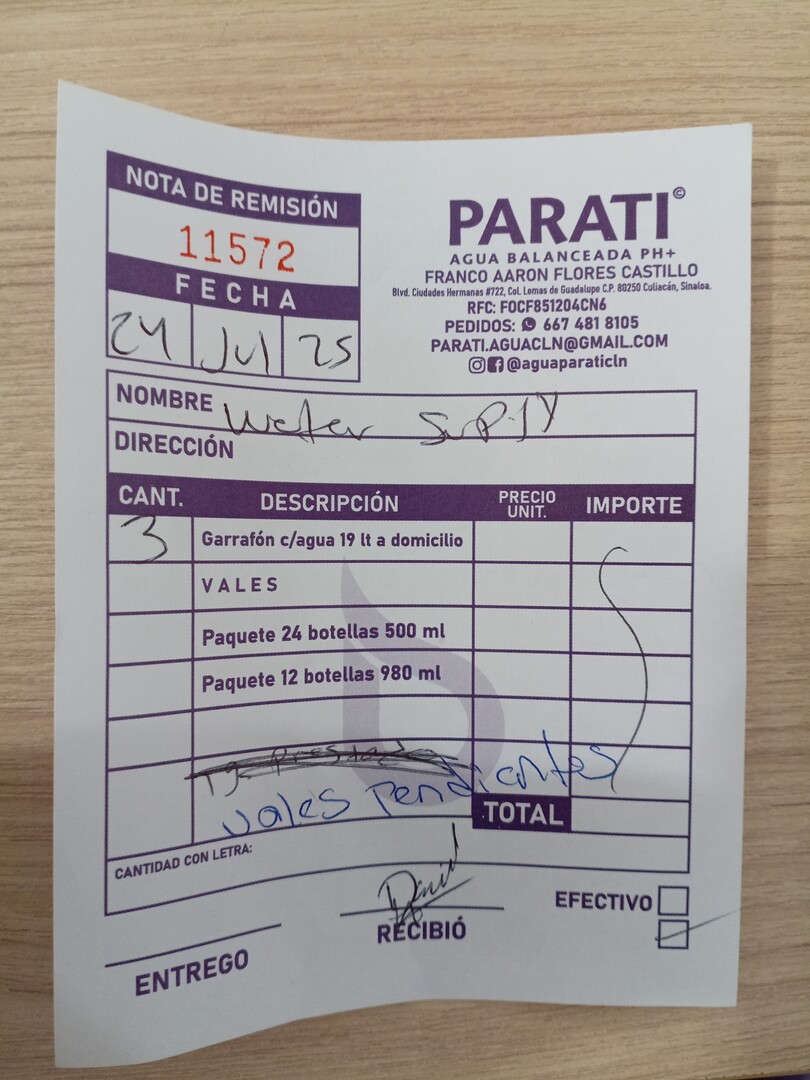 NOTA DE REMISIÓN
11572
FECHA
24 Jul 25
PARATI©
AGUA BALANCEADA PH+
FRANCO AARON FLORES CASTILLO
Blvd. Ciudades Hermanas #722, Col. Lomas de Guadalupe C.P. 80250 Culiacán, Sinaloa.
RFC: FOCF851204CN6
PEDIDOS: 667 481 8105
PARATI.AGUACLN@GMAIL.COM
@aguaparaticln
NOMBRE Water
DIRECCIÓN
CANT. DESCRIPCIÓN PRECIO UNIT. IMPORTE
3 Garrafón c/agua 19 lt a domicilio
VALES
Paquete 24 botellas 500 ml
Paquete 12 botellas 980 ml
vales Pendientes
TOTAL
CANTIDAD CON LETRA:
ENTREGO
RECIBIÓ
EFECTIVO